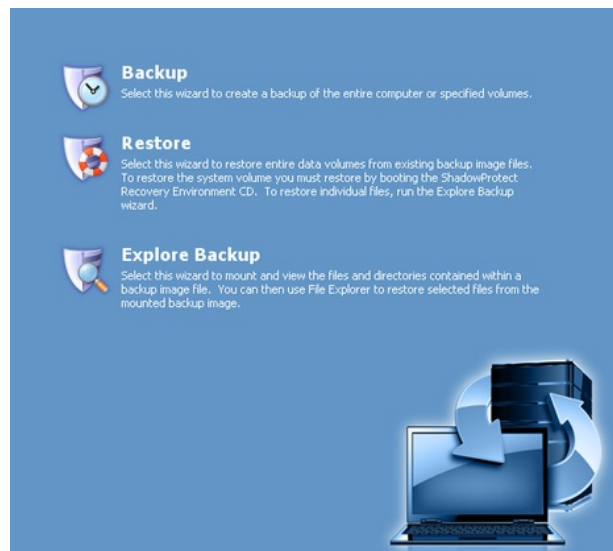 Backup
Select this wizard to create a backup of the entire computer or specified volumes.
Restore
Select this wizard to restore entire data volumes from existing backup image files.
To restore the system volume you must restore by booting the ShadowProtect
Recovery Environment CD.  To restore individual files, run the Explore Backup
wizard.
Explore Backup
Select this wizard to mount and view the files and directories contained within a
backup image file.  You can then use File Explorer to restore selected files from the
mounted backup image.